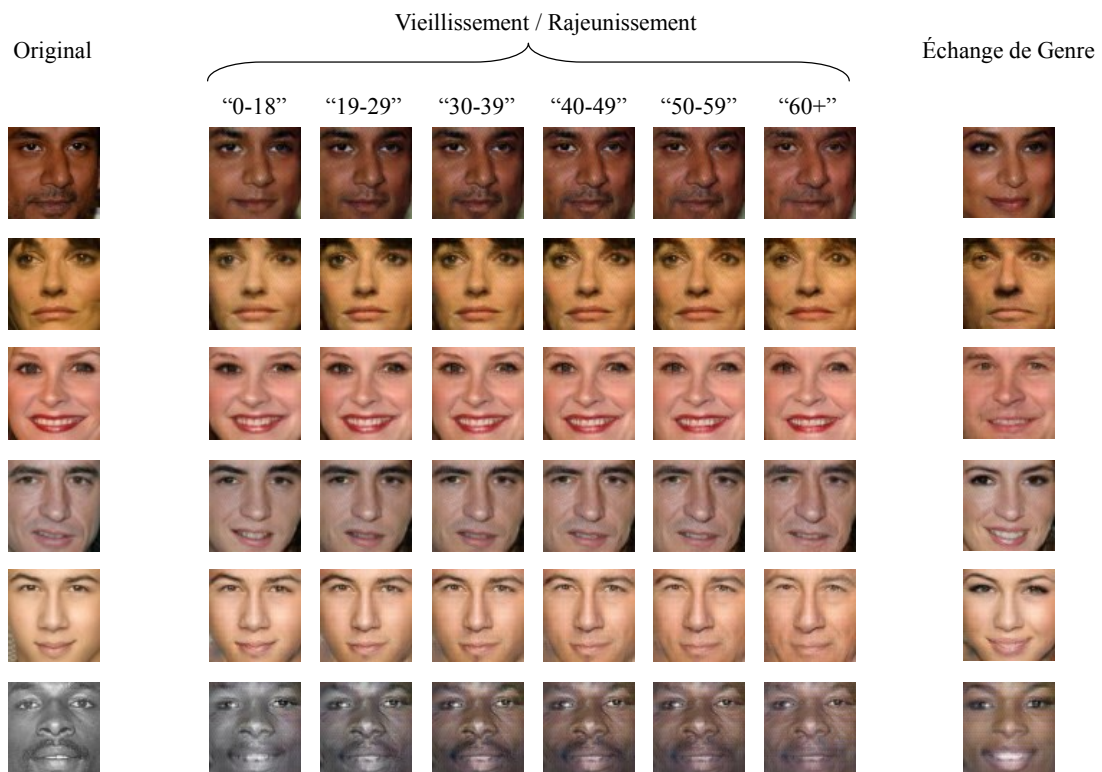 Vieillissement / Rajeunissement
Original
Échange de Genre
“0-18” “19-29” “30-39” “40-49” “50-59” “60+”